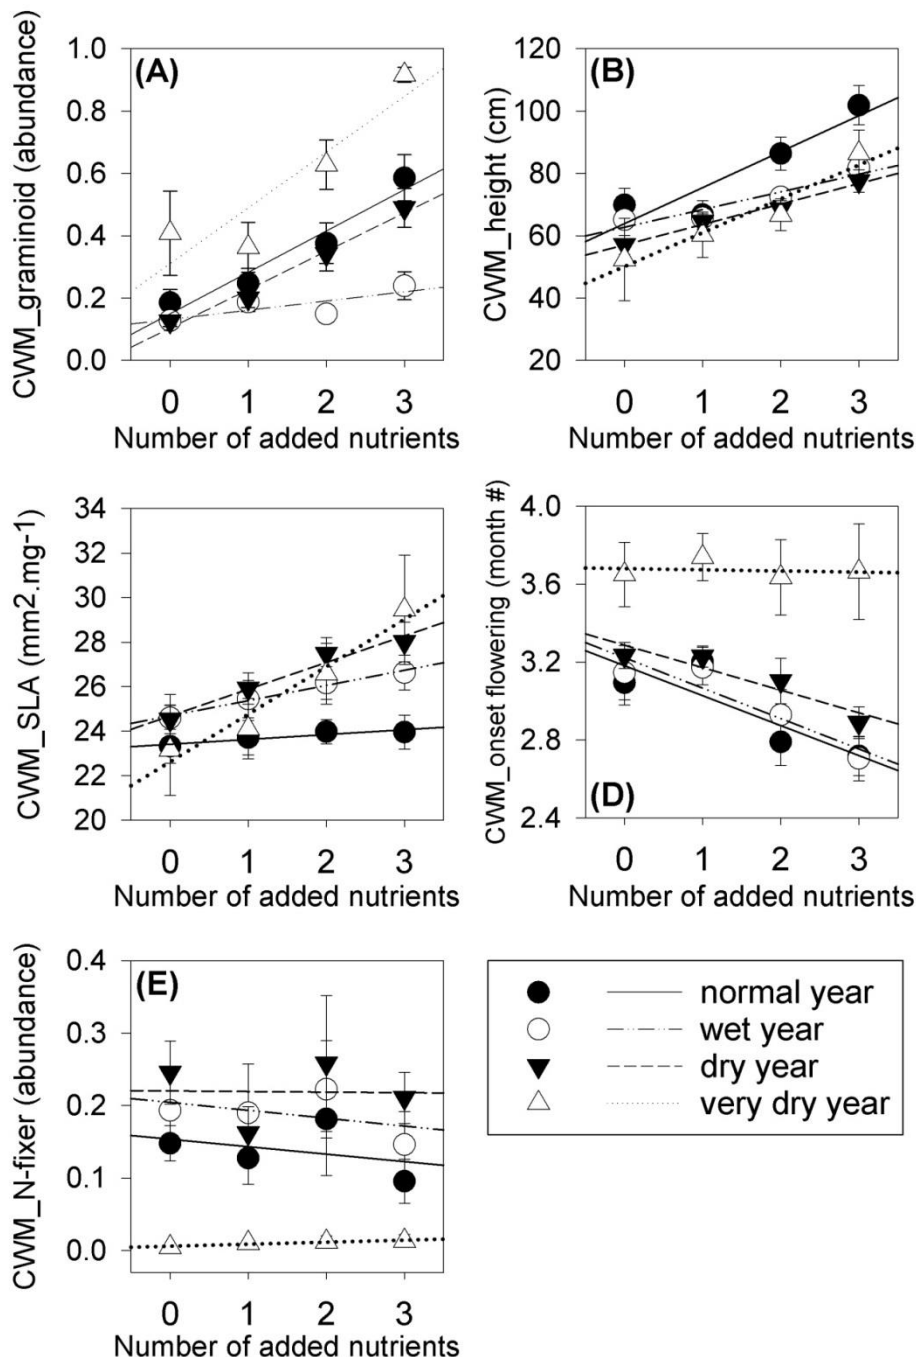 (A)
CWM_graminoid (abundance)
1.0
0.8
0.6
0.4
0.2
0.0
0 1 2 3
Number of added nutrients
(B)
CWM_height (cm)
120
100
80
60
40
20
0 1 2 3
Number of added nutrients
CWM_SLA (mm2.mg-1)
34
32
30
28
26
24
22
20
0 1 2 3
Number of added nutrients
(D)
CWM_onset flowering (month #)
4.0
3.6
3.2
2.8
2.4
0 1 2 3
Number of added nutrients
(E)
CWM_N-fixer (abundance)
0.4
0.3
0.2
0.1
0.0
0 1 2 3
Number of added nutrients
normal year
wet year
dry year
very dry year